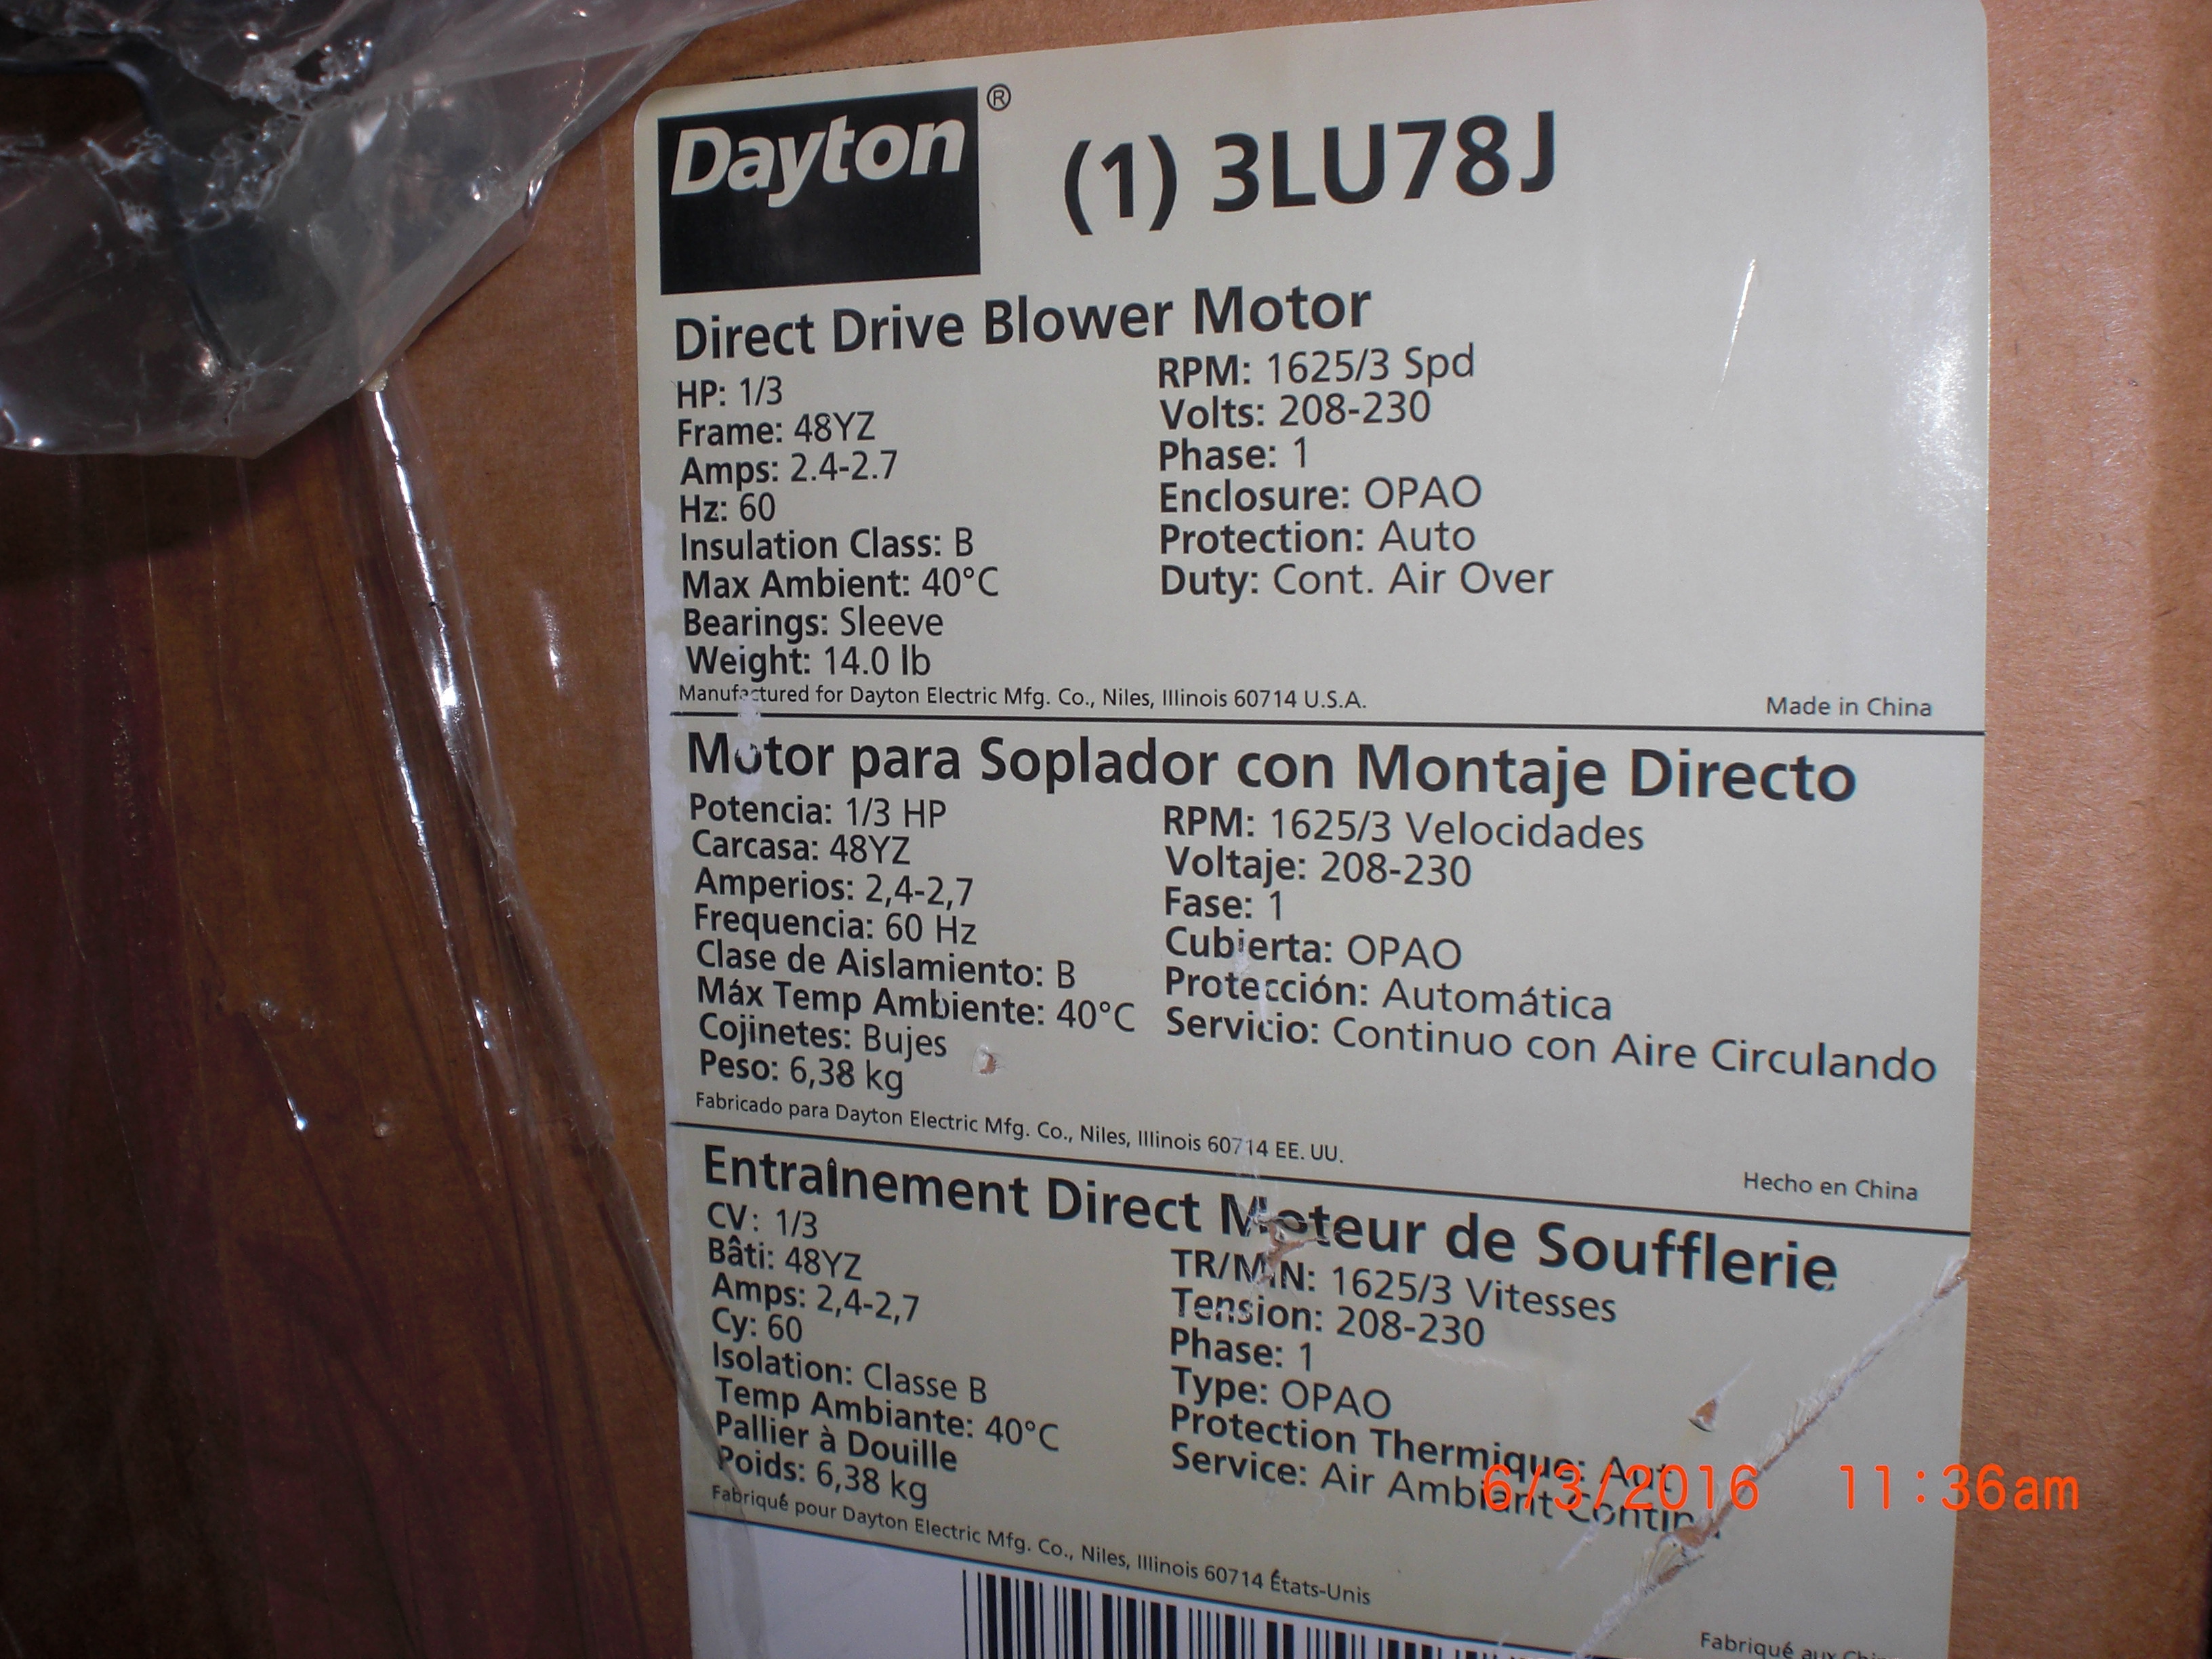 Dayton® (1) 3LU78J
Direct Drive Blower Motor
HP: 1/3
Frame: 48YZ
Amps: 2.4-2.7
Hz: 60
Insulation Class: B
Max Ambient: 40°C
Bearings: Sleeve
Weight: 14.0 lb
RPM: 1625/3 Spd
Volts: 208-230
Phase: 1
Enclosure: OPAO
Protection: Auto
Duty: Cont. Air Over
Manufactured for Dayton Electric Mfg. Co., Niles, Illinois 60714 U.S.A.
Made in China
Motor para Soplador con Montaje Directo
Potencia: 1/3 HP
Carcasa: 48YZ
Amperios: 2,4-2,7
Frequencia: 60 Hz
Clase de Aislamiento: B
Máx Temp Ambiente: 40°C
Cojinetes: Bujes
Peso: 6,38 kg
RPM: 1625/3 Velocidades
Voltaje: 208-230
Fase: 1
Cubierta: OPAO
Protección: Automática
Servicio: Continuo con Aire Circulando
Fabricado para Dayton Electric Mfg. Co., Niles, Illinois 60714 EE. UU.
Hecho en China
Entraînement Direct Moteur de Soufflerie
CV: 1/3
Bâti: 48YZ
Amps: 2,4-2,7
Cy: 60
Isolation: Classe B
Temp Ambiante: 40°C
Pallier à Douille
Poids: 6,38 kg
TR/MIN: 1625/3 Vitesses
Tension: 208-230
Phase: 1
Type: OPAO
Protection Thermique: Aut
Service: Air Ambiant Contin
Fabriqué pour Dayton Electric Mfg. Co., Niles, Illinois 60714 États-Unis
Fabriqué aux
6/3/2016 11:36am